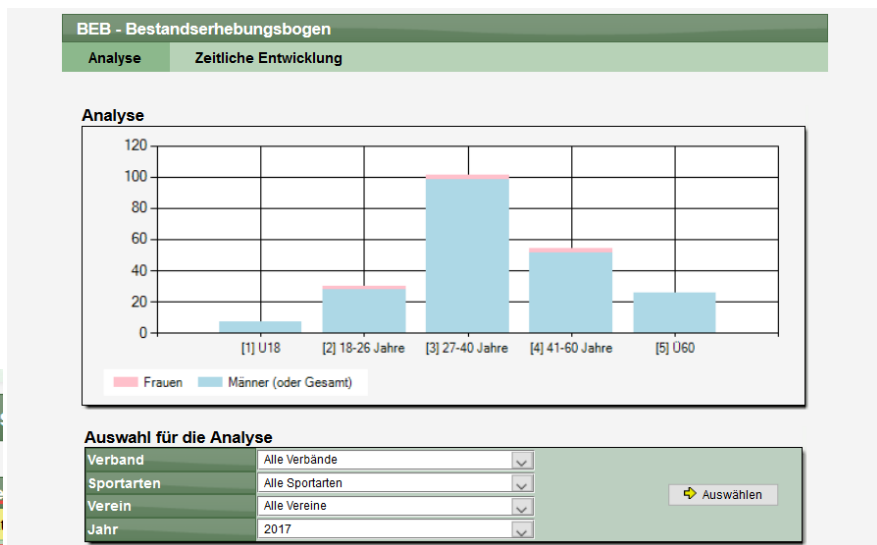 BEB - Bestandserhebungsbogen
Analyse Zeitliche Entwicklung
Analyse
120
100
80
60
40
20
0
[1] U18 [2] 18-26 Jahre [3] 27-40 Jahre [4] 41-60 Jahre [5] Ü60
Frauen Männer (oder Gesamt)
Auswahl für die Analyse
Verband Alle Verbände
Sportarten Alle Sportarten
Auswählen
Verein Alle Vereine
Jahr 2017